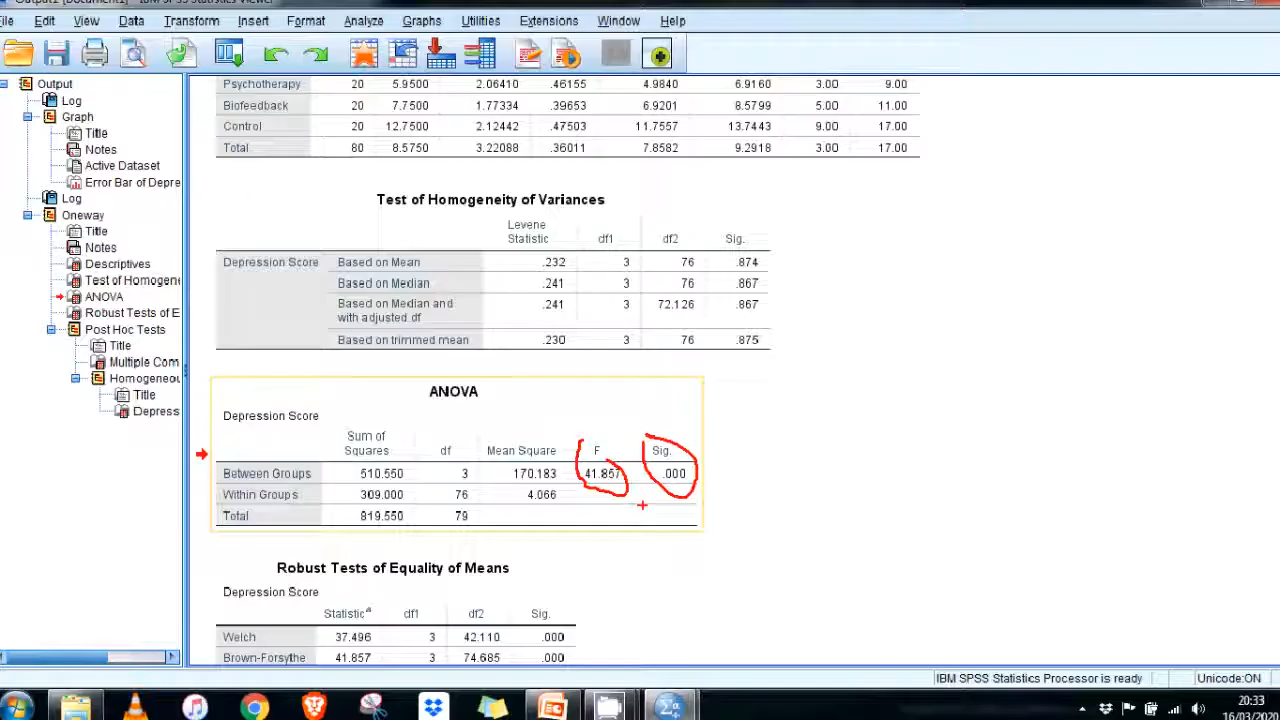 Output1 [Document1] - IBM SPSS Statistics Viewer
Edit View Data Transform Insert Format Analyze Graphs Utilities Extensions Window Help
Output
Log
Graph
Title
Notes
Active Dataset
Error Bar of Depre
Log
Oneway
Title
Notes
Descriptives
Test of Homogen
ANOVA
Robust Tests of E
Post Hoc Tests
Title
Multiple Com
Homogeneou
Title
Depress
Psychotherapy 20 5.9500 2.06410 .46155 4.9840 6.9160 3.00 9.00
Biofeedback 20 7.7500 1.77334 .39653 6.9201 8.5799 5.00 11.00
Control 20 12.7500 2.12442 .47503 11.7557 13.7443 9.00 17.00
Total 80 8.5750 3.22088 .36011 7.8582 9.2918 3.00 17.00
Test of Homogeneity of Variances
Levene
Statistic df1 df2 Sig.
Depression Score Based on Mean .232 3 76 .874
Based on Median .241 3 76 .867
Based on Median and .241 3 72.126 .867
with adjusted df
Based on trimmed mean .230 3 76 .875
ANOVA
Depression Score
Sum of
Squares df Mean Square F Sig.
Between Groups 510.550 3 170.183 41.857 .000
Within Groups 309.000 76 4.066
Total 819.550 79
Robust Tests of Equality of Means
Depression Score
Statistic a df1 df2 Sig.
Welch 37.496 3 42.110 .000
Brown-Forsythe 41.857 3 74.685 .000
IBM SPSS Statistics Processor is ready Unicode:ON
20:33
16/03/2020